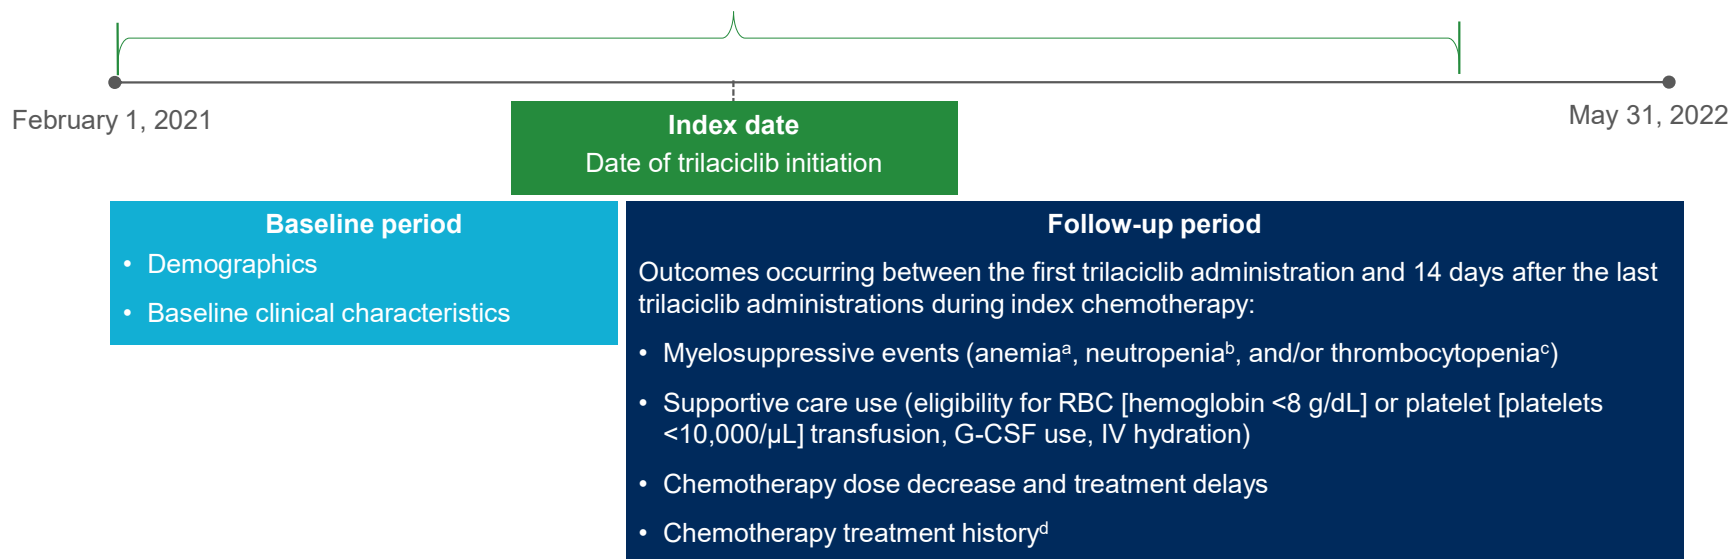 February 1, 2021
May 31, 2022
Index date
Date of trilaciclib initiation
Baseline period
• Demographics
• Baseline clinical characteristics
Follow-up period
Outcomes occurring between the first trilaciclib administration and 14 days after the last
trilaciclib administrations during index chemotherapy:
• Myelosuppressive events (anemiaᵃ, neutropeniaᵇ, and/or thrombocytopeniaᶜ)
• Supportive care use (eligibility for RBC [hemoglobin <8 g/dL] or platelet [platelets
<10,000/µL] transfusion, G-CSF use, IV hydration)
• Chemotherapy dose decrease and treatment delays
• Chemotherapy treatment historyᵈ